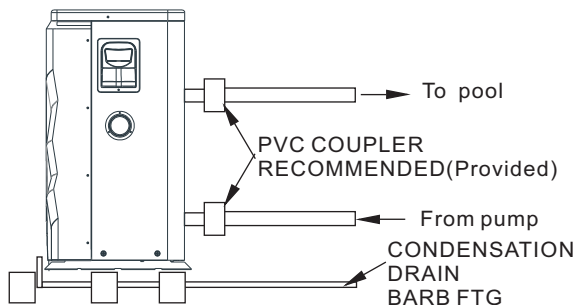 To pool
PVC COUPLER
RECOMMENDED(Provided)
From pump
CONDENSATION
DRAIN
BARB FTG